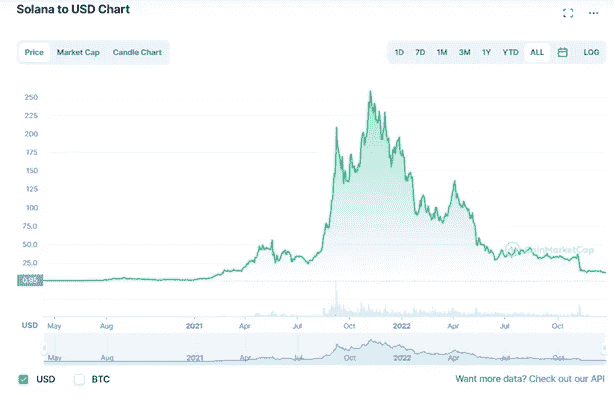 Solana to USD Chart
Price Market Cap Candle Chart
1D 7D 1M 3M 1Y YTD ALL LOG
250
225
200
175
150
125
100
75.0
50.0
25.0
0.95
CoinMarketCap
USD May Aug 2021 Apr Jul Oct 2022 Apr Jul Oct
May Aug 2021 Apr Jul Oct 2022 Apr Jul Oct
USD BTC
Want more data? Check out our API